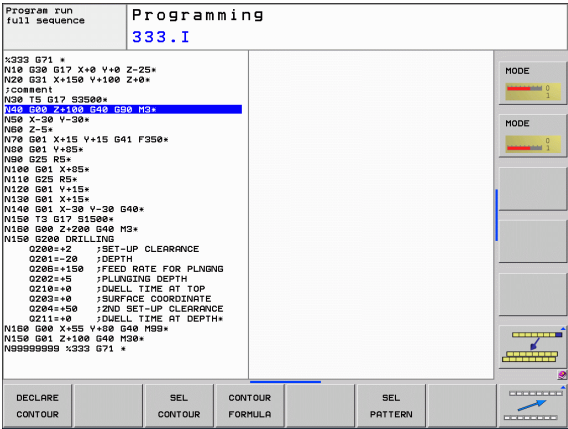 Program run
full sequence
Programming
333.I
%333 G71 *
N10 G30 G17 X+0 Y+0 Z-25*
N20 G31 X+150 Y+100 Z+0*
;comment
N30 T5 G17 S3500*
N40 G00 Z+100 G40 G90 M3*
N50 X-30 Y-30*
N60 Z-5*
N70 G01 X+15 Y+15 G41 F350*
N80 G01 Y+85*
N90 G25 R5*
N100 G01 X+85*
N110 G25 R5*
N120 G01 Y+15*
N130 G01 X+15*
N140 G01 X-30 Y-30 G40*
N150 T3 G17 S1500*
N160 G00 Z+200 G40 M3*
N150 G200 DRILLING
Q200=+2 ;SET-UP CLEARANCE
Q201=-20 ;DEPTH
Q206=+150 ;FEED RATE FOR PLNGNG
Q202=+5 ;PLUNGING DEPTH
Q210=+0 ;DWELL TIME AT TOP
Q203=+0 ;SURFACE COORDINATE
Q204=+50 ;2ND SET-UP CLEARANCE
Q211=+0 ;DWELL TIME AT DEPTH*
N160 G00 X+55 Y+80 G40 M99*
N150 G01 Z+100 G40 M30*
N99999999 %333 G71 *
MODE
0
1
MODE
0
1
DECLARE
CONTOUR
SEL
CONTOUR
CONTOUR
FORMULA
SEL
PATTERN